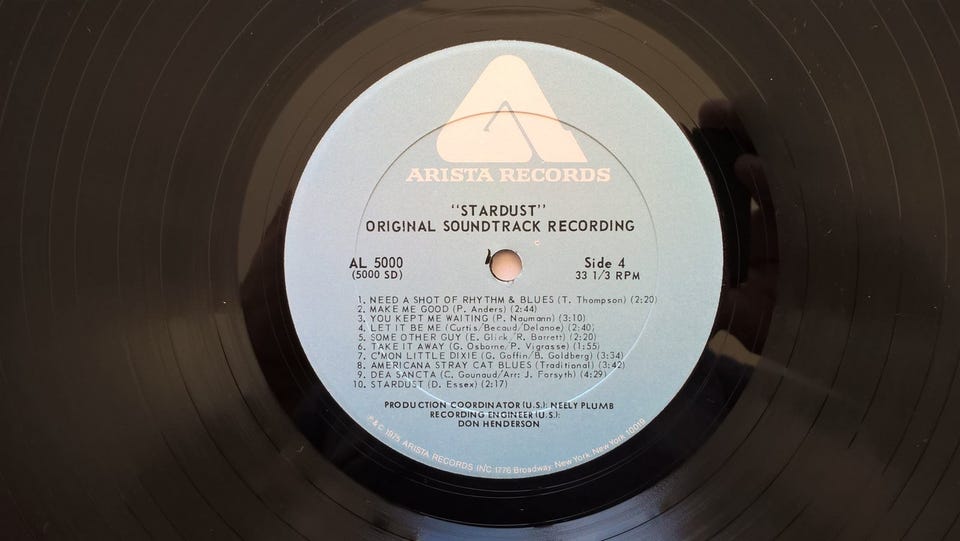 ARISTA RECORDS
"STARDUST"
ORIGINAL SOUNDTRACK RECORDING
AL 5000
(5000 SD)
Side 4
33 1/3 RPM
1. NEED A SHOT OF RHYTHM & BLUES (T. Thompson) (2:20)
2. MAKE ME GOOD (P. Anders) (2:44)
3. YOU KEPT ME WAITING (P. Naumann) (3:10)
4. LET IT BE ME (Curtis/Becaud/Delanoe) (2:40)
5. SOME OTHER GUY (E. Glick/R. Barrett) (2:20)
6. TAKE IT AWAY (G. Osborne/P. Vigrasse) (1:55)
7. C'MON LITTLE DIXIE (G. Goffin/B. Goldberg) (3:34)
8. AMERICANA STRAY CAT BLUES (Traditional) (3:42)
9. DEA SANCTA (C. Gounaud/Arr: J. Forsyth) (4:29)
10. STARDUST (D. Essex) (2:17)
PRODUCTION COORDINATOR (U.S.): NEELY PLUMB
RECORDING ENGINEER (U.S.):
DON HENDERSON
℗ & © 1975 ARISTA RECORDS INC 1776 Broadway, New York, New York 10019